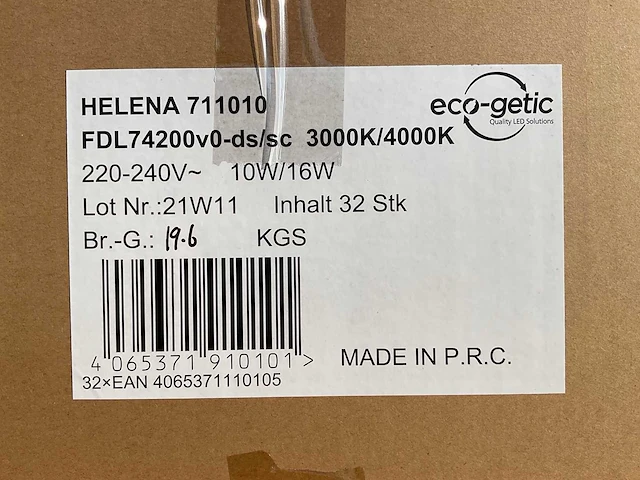 HELENA 711010
eco-getic
Quality LED Solutions
FDL74200v0-ds/sc 3000K/4000K
220-240V~ 10W/16W
Lot Nr.:21W11 Inhalt 32 Stk
Br.-G.: 19.6 KGS
4 065371 910101 >
MADE IN P.R.C.
32×EAN 4065371110105